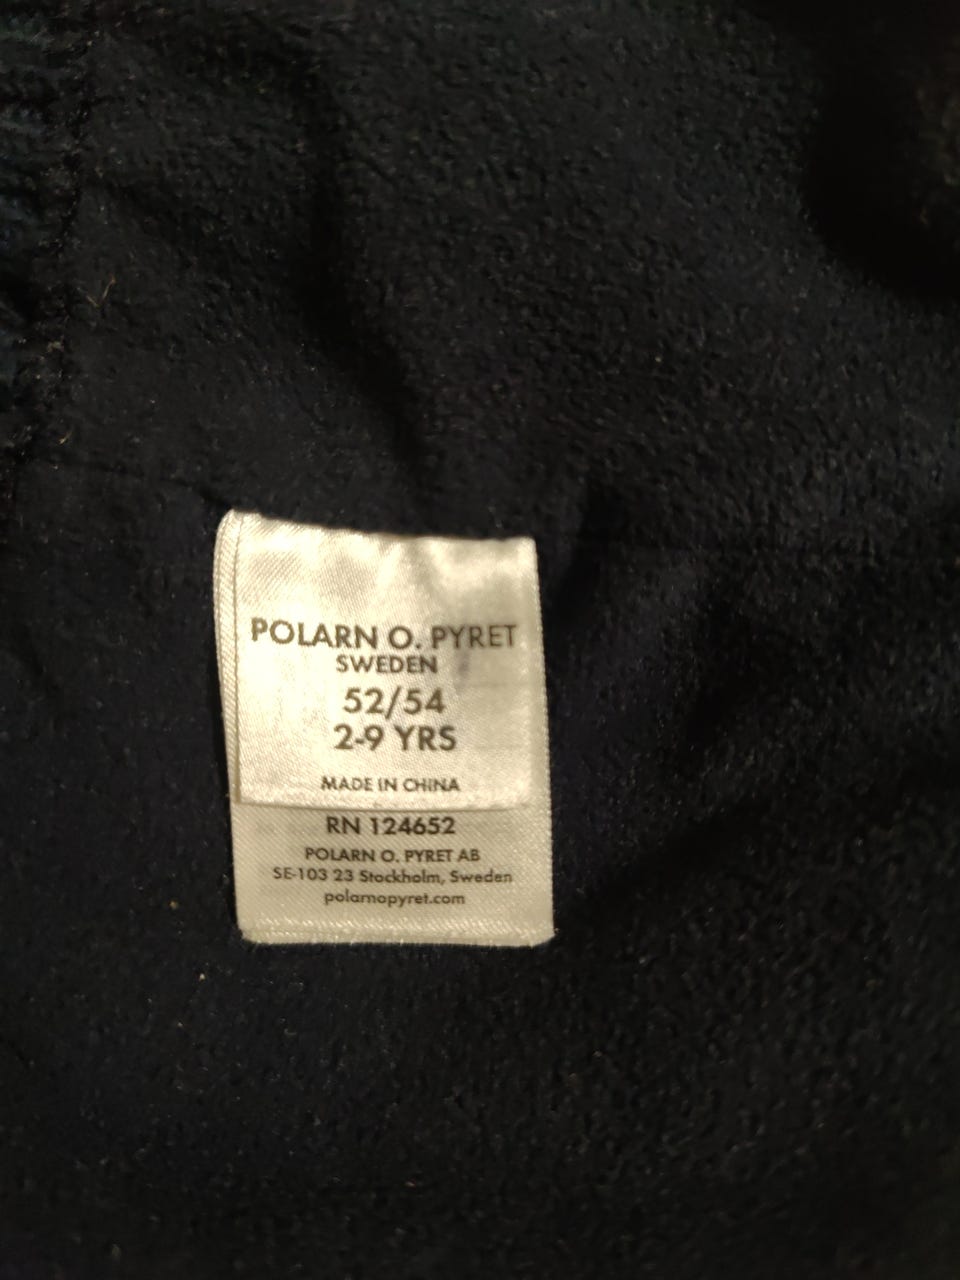 POLARN O. PYRET
SWEDEN
52/54
2-9 YRS
MADE IN CHINA
RN 124652
POLARN O. PYRET AB
SE-103 23 Stockholm, Sweden
polarnopyret.com